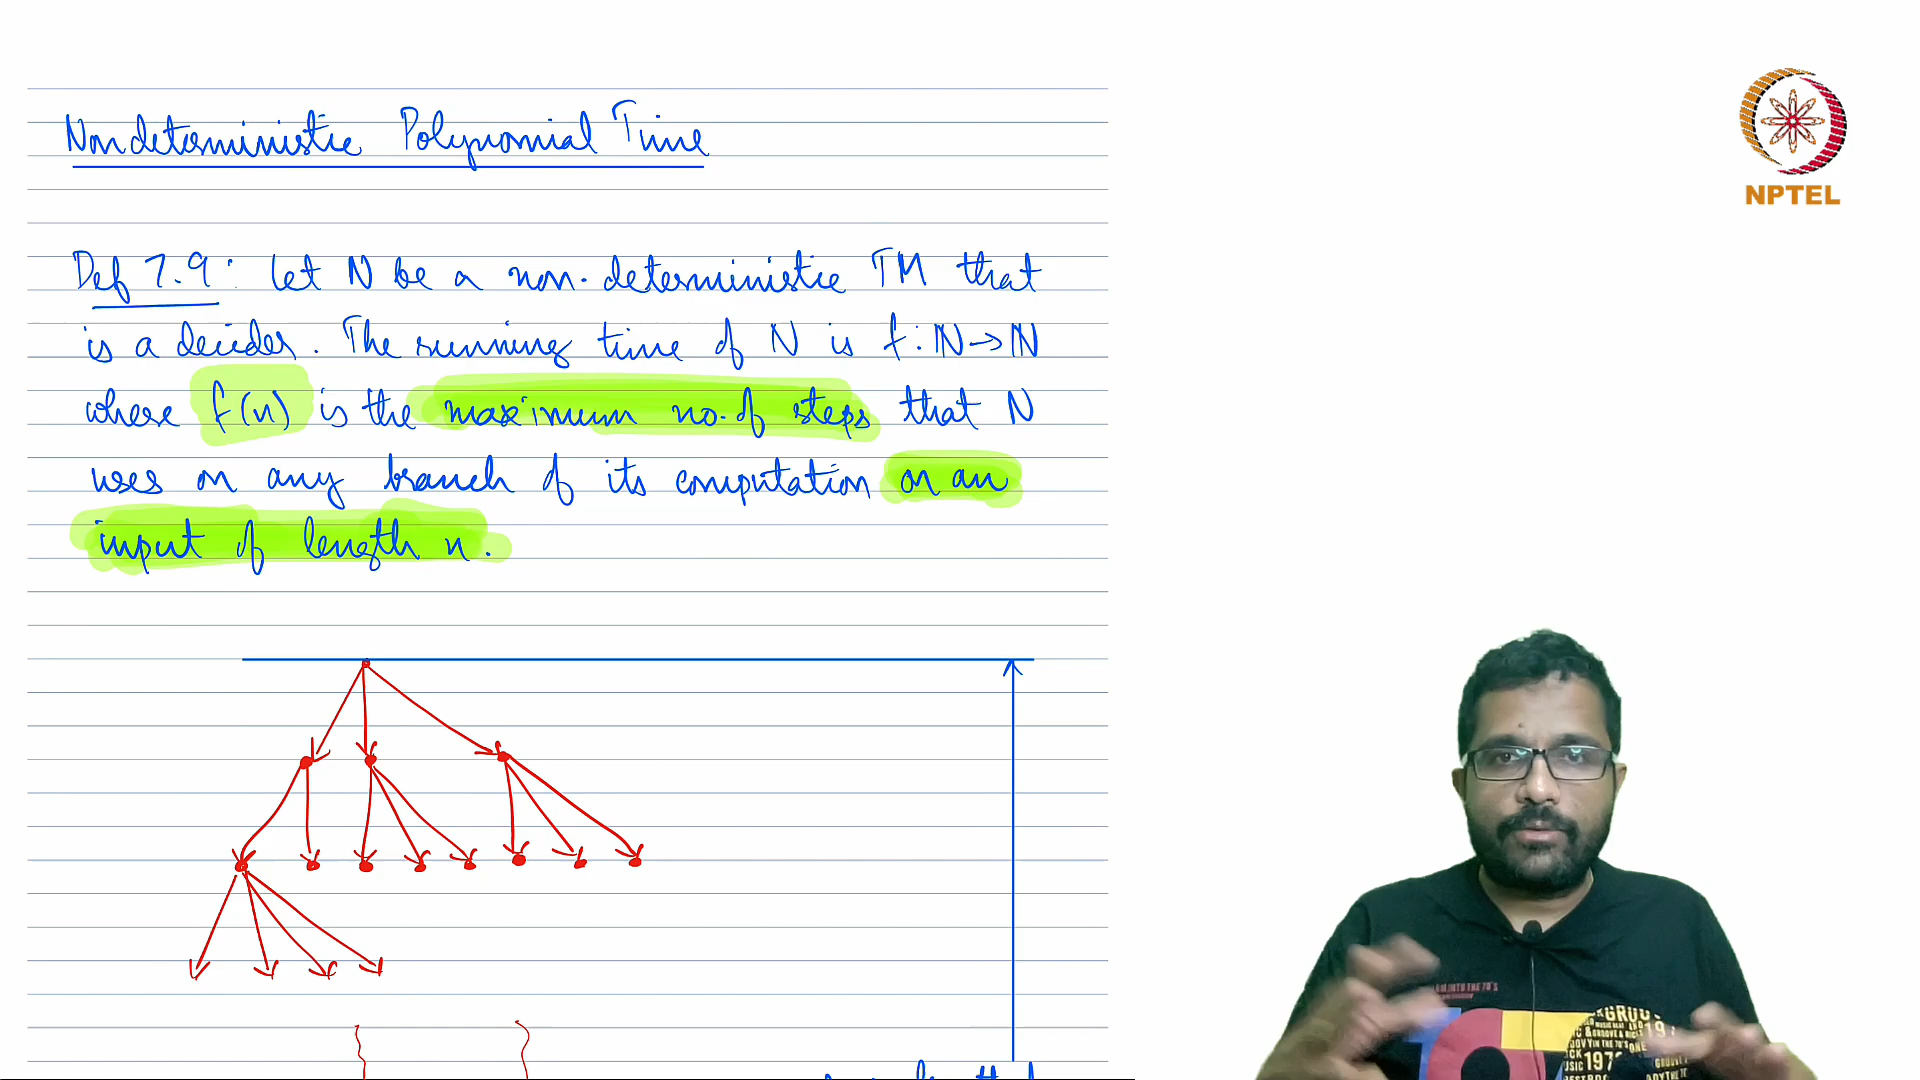 Nondeterministic Polynomial Time
NPTEL
Def 7.9: Let N be a non-deterministic TM that
is a decider. The running time of N is f: ℕ→ℕ
where f(n) is the maximum no. of steps that N
uses on any branch of its computation on an
input of length n.